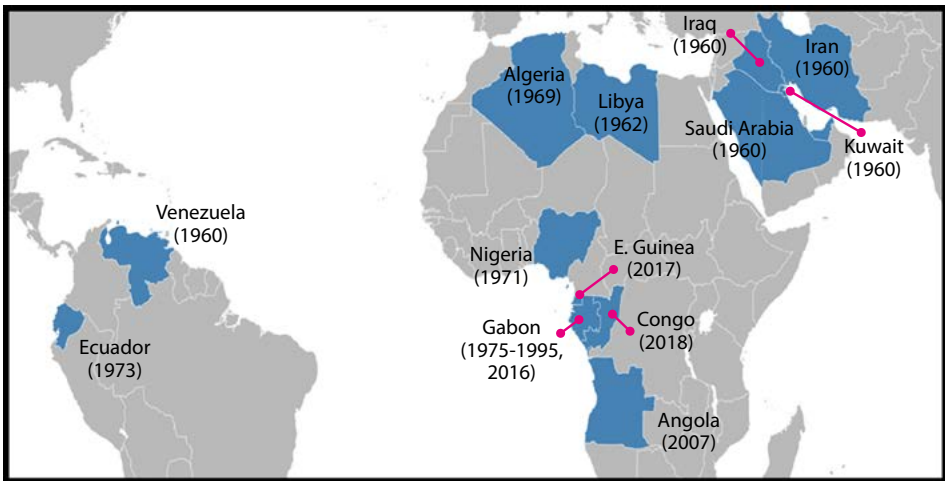 Iraq
(1960)
Iran
(1960)
Algeria
(1969)
Libya
(1962)
Saudi Arabia
(1960)
Kuwait
(1960)
Venezuela
(1960)
Nigeria
(1971)
E. Guinea
(2017)
Gabon
(1975-1995,
2016)
Congo
(2018)
Ecuador
(1973)
Angola
(2007)